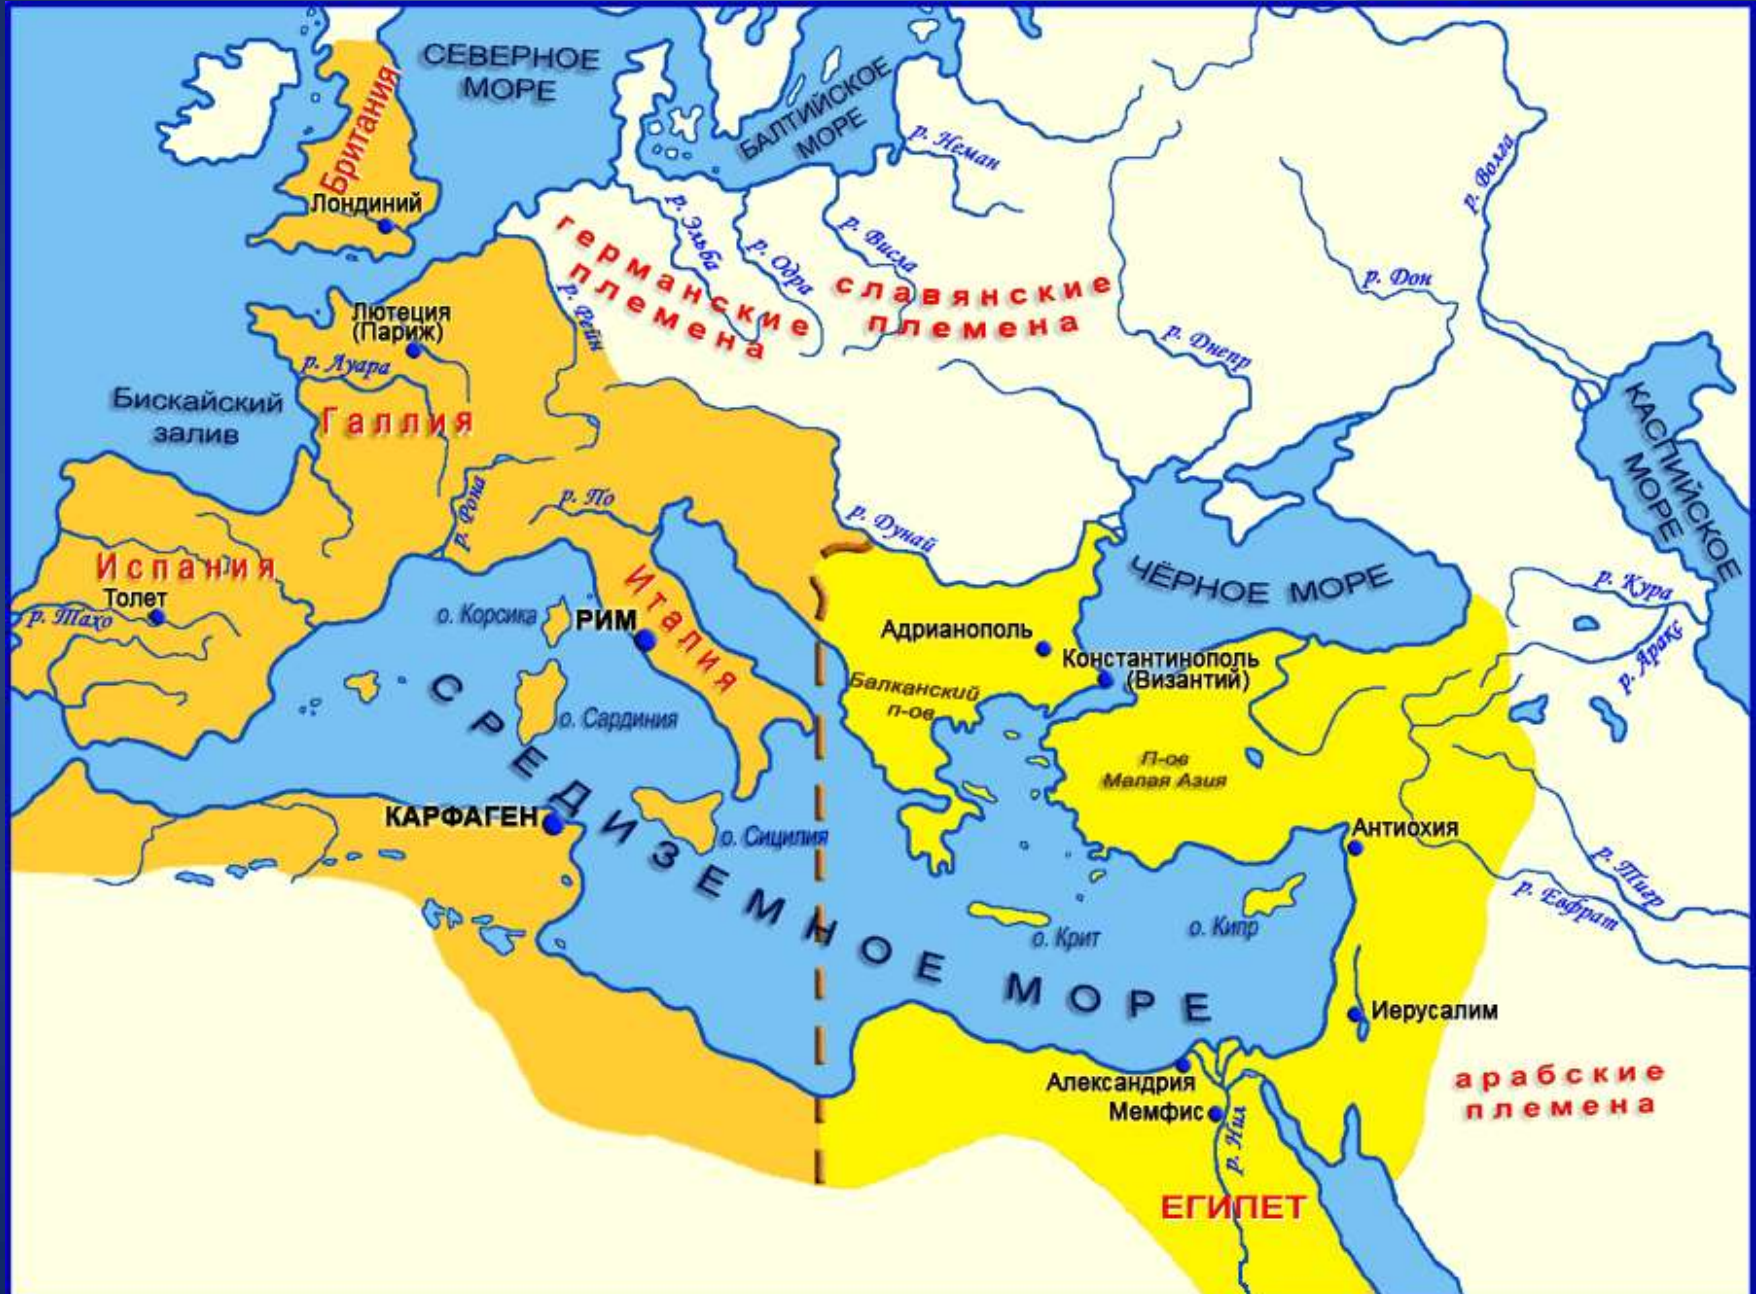 СЕВЕРНОЕ
МОРЕ
БАЛТИЙСКОЕ
МОРЕ
Британия
Лондиний
р. Неман
р. Волга
р. Эльба
р. Одра
р. Висла
германские
племена
славянские
племена
р. Дон
р. Рейн
р. Днепр
Лютеция
(Париж)
р. Луара
Бискайский
залив
Галлия
КАСПИЙСКОЕ
МОРЕ
р. Рона
р. По
р. Дунай
Испания
Толет
р. Тахо
о. Корсика
РИМ
Италия
ЧЁРНОЕ МОРЕ
р. Кура
р. Аракс
Адрианополь
Константинополь
(Византий)
Балканский
п-ов
о. Сардиния
П-ов
Малая Азия
КАРФАГЕН
о. Сицилия
СРЕДИЗЕМНОЕ МОРЕ
Антиохия
р. Тигр
р. Евфрат
о. Крит
о. Кипр
Иерусалим
Александрия
Мемфис
р. Нил
арабские
племена
ЕГИПЕТ